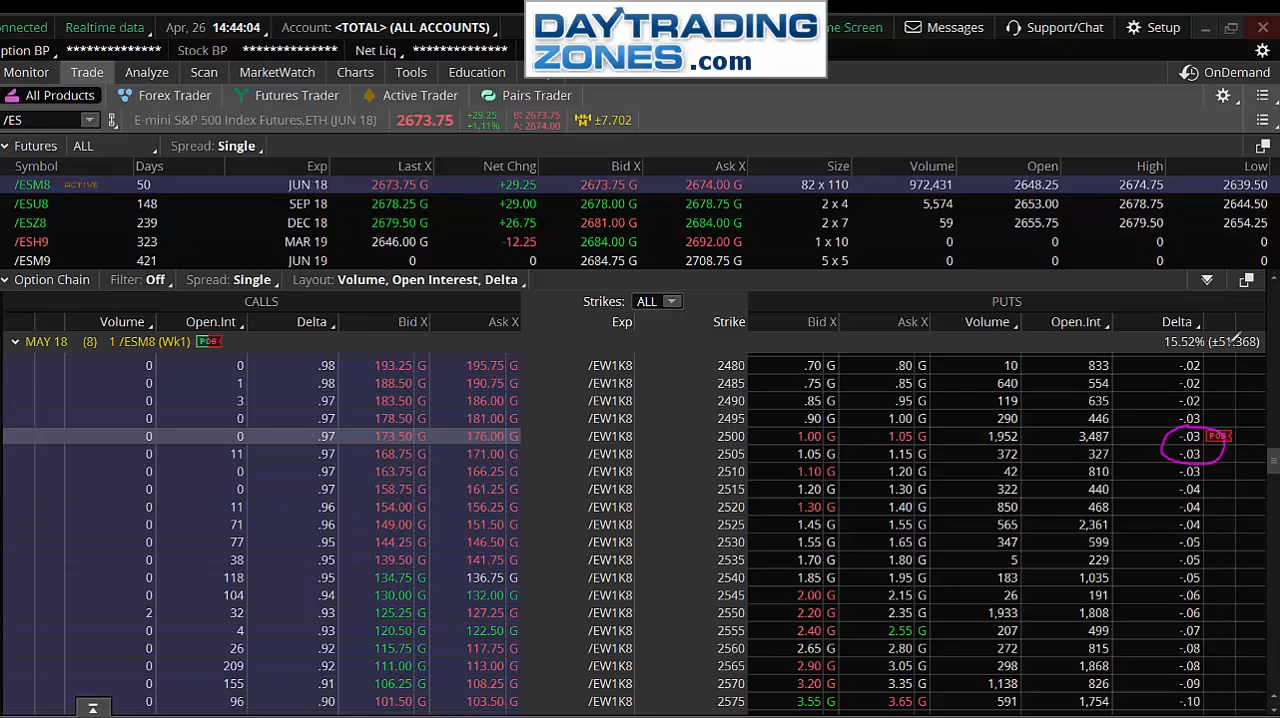 onnected Realtime data Apr, 26 14:44:04 Account: <TOTAL> (ALL ACCOUNTS) DAYTRADING ZONES.com me Screen Messages Support/Chat Setup
ption BP ************** Stock BP ************** Net Liq **************
Monitor Trade Analyze Scan MarketWatch Charts Tools Education OnDemand
All Products Forex Trader Futures Trader Active Trader Pairs Trader
/ES E-mini S&P 500 Index Futures,ETH (JUN 18) 2673.75 +29.25 +1.11% B: 2673.75 A: 2674.00 ±7.702
Futures ALL Spread: Single
Symbol Days Exp Last X Net Chng Bid X Ask X Size Volume Open High Low
/ESM8 ACTIVE 50 JUN 18 2673.75 G +29.25 2673.75 G 2674.00 G 82 x 110 972,431 2648.25 2674.75 2639.50
/ESU8 148 SEP 18 2678.25 G +29.00 2678.00 G 2678.75 G 2 x 4 5,574 2653.00 2678.75 2644.50
/ESZ8 239 DEC 18 2679.50 G +26.75 2681.00 G 2684.00 G 2 x 7 59 2655.75 2679.50 2654.25
/ESH9 323 MAR 19 2646.00 G -12.25 2684.00 G 2692.00 G 1 x 10 0 0 0 0
/ESM9 421 JUN 19 0 0 2684.75 G 2708.75 G 5 x 5 0 0 0 0
Option Chain Filter: Off Spread: Single Layout: Volume, Open Interest, Delta
CALLS Strikes: ALL PUTS
Volume Open.Int Delta Bid X Ask X Exp Strike Bid X Ask X Volume Open.Int Delta
MAY 18 (8) 1 /ESM8 (Wk1) POS 15.52% (±51.368)
0 0 .98 193.25 G 195.75 G /EW1K8 2480 .70 G .80 G 10 833 -.02
0 1 .98 188.50 G 190.75 G /EW1K8 2485 .75 G .85 G 640 554 -.02
0 3 .97 183.50 G 186.00 G /EW1K8 2490 .85 G .95 G 119 635 -.02
0 0 .97 178.50 G 181.00 G /EW1K8 2495 .90 G 1.00 G 290 446 -.03
0 0 .97 173.50 G 176.00 G /EW1K8 2500 1.00 G 1.05 G 1,952 3,487 -.03 POS
0 11 .97 168.75 G 171.00 G /EW1K8 2505 1.05 G 1.15 G 372 327 -.03
0 0 .97 163.75 G 166.25 G /EW1K8 2510 1.10 G 1.20 G 42 810 -.03
0 0 .97 158.75 G 161.25 G /EW1K8 2515 1.20 G 1.30 G 322 440 -.04
0 11 .96 154.00 G 156.25 G /EW1K8 2520 1.30 G 1.40 G 850 468 -.04
0 71 .96 149.00 G 151.50 G /EW1K8 2525 1.45 G 1.55 G 565 2,361 -.04
0 77 .95 144.25 G 146.50 G /EW1K8 2530 1.55 G 1.65 G 347 599 -.05
0 38 .95 139.50 G 141.75 G /EW1K8 2535 1.70 G 1.80 G 5 229 -.05
0 118 .95 134.75 G 136.75 G /EW1K8 2540 1.85 G 1.95 G 183 1,035 -.05
0 104 .94 130.00 G 132.00 G /EW1K8 2545 2.00 G 2.15 G 26 191 -.06
2 32 .93 125.25 G 127.25 G /EW1K8 2550 2.20 G 2.35 G 1,933 1,808 -.06
0 4 .93 120.50 G 122.50 G /EW1K8 2555 2.40 G 2.55 G 207 499 -.07
0 26 .92 115.75 G 117.75 G /EW1K8 2560 2.65 G 2.80 G 272 815 -.08
0 209 .92 111.00 G 113.00 G /EW1K8 2565 2.90 G 3.05 G 298 1,868 -.08
0 155 .91 106.25 G 108.25 G /EW1K8 2570 3.20 G 3.35 G 1,138 826 -.09
0 96 .90 101.50 G 103.50 G /EW1K8 2575 3.55 G 3.65 G 591 1,754 -.10